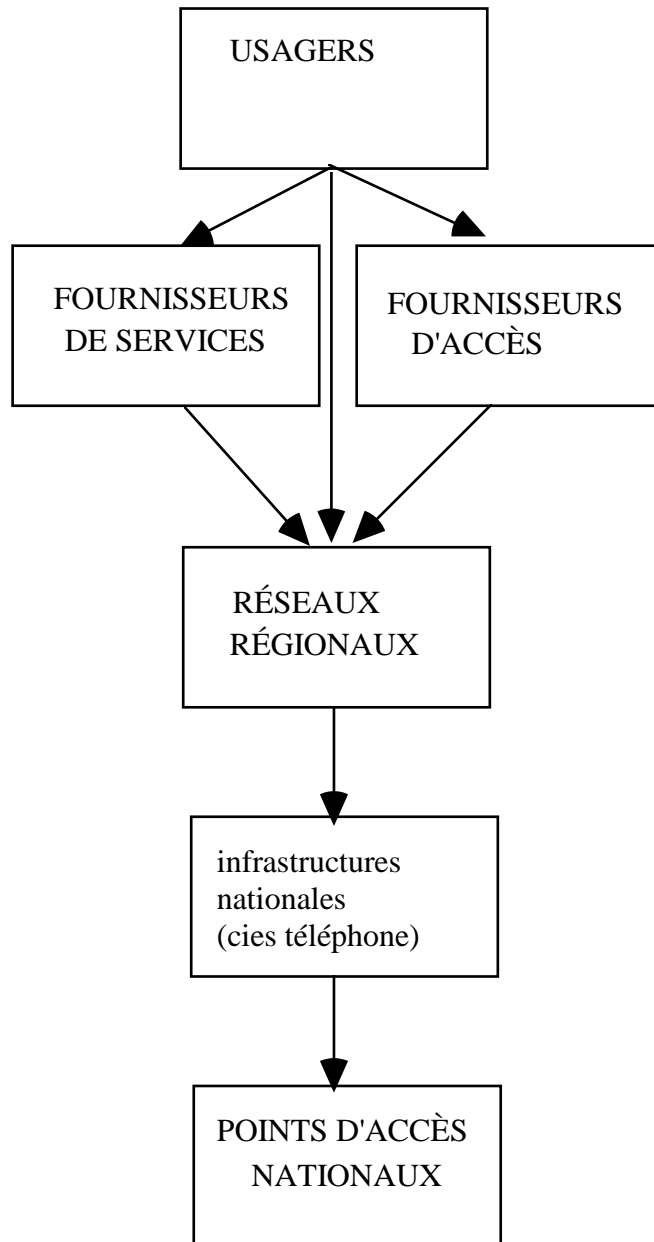 USAGERS
FOURNISSEURS
DE SERVICES
FOURNISSEURS
D'ACCÈS
RÉSEAUX
RÉGIONAUX
infrastructures
nationales
(cies téléphone)
POINTS D'ACCÈS
NATIONAUX